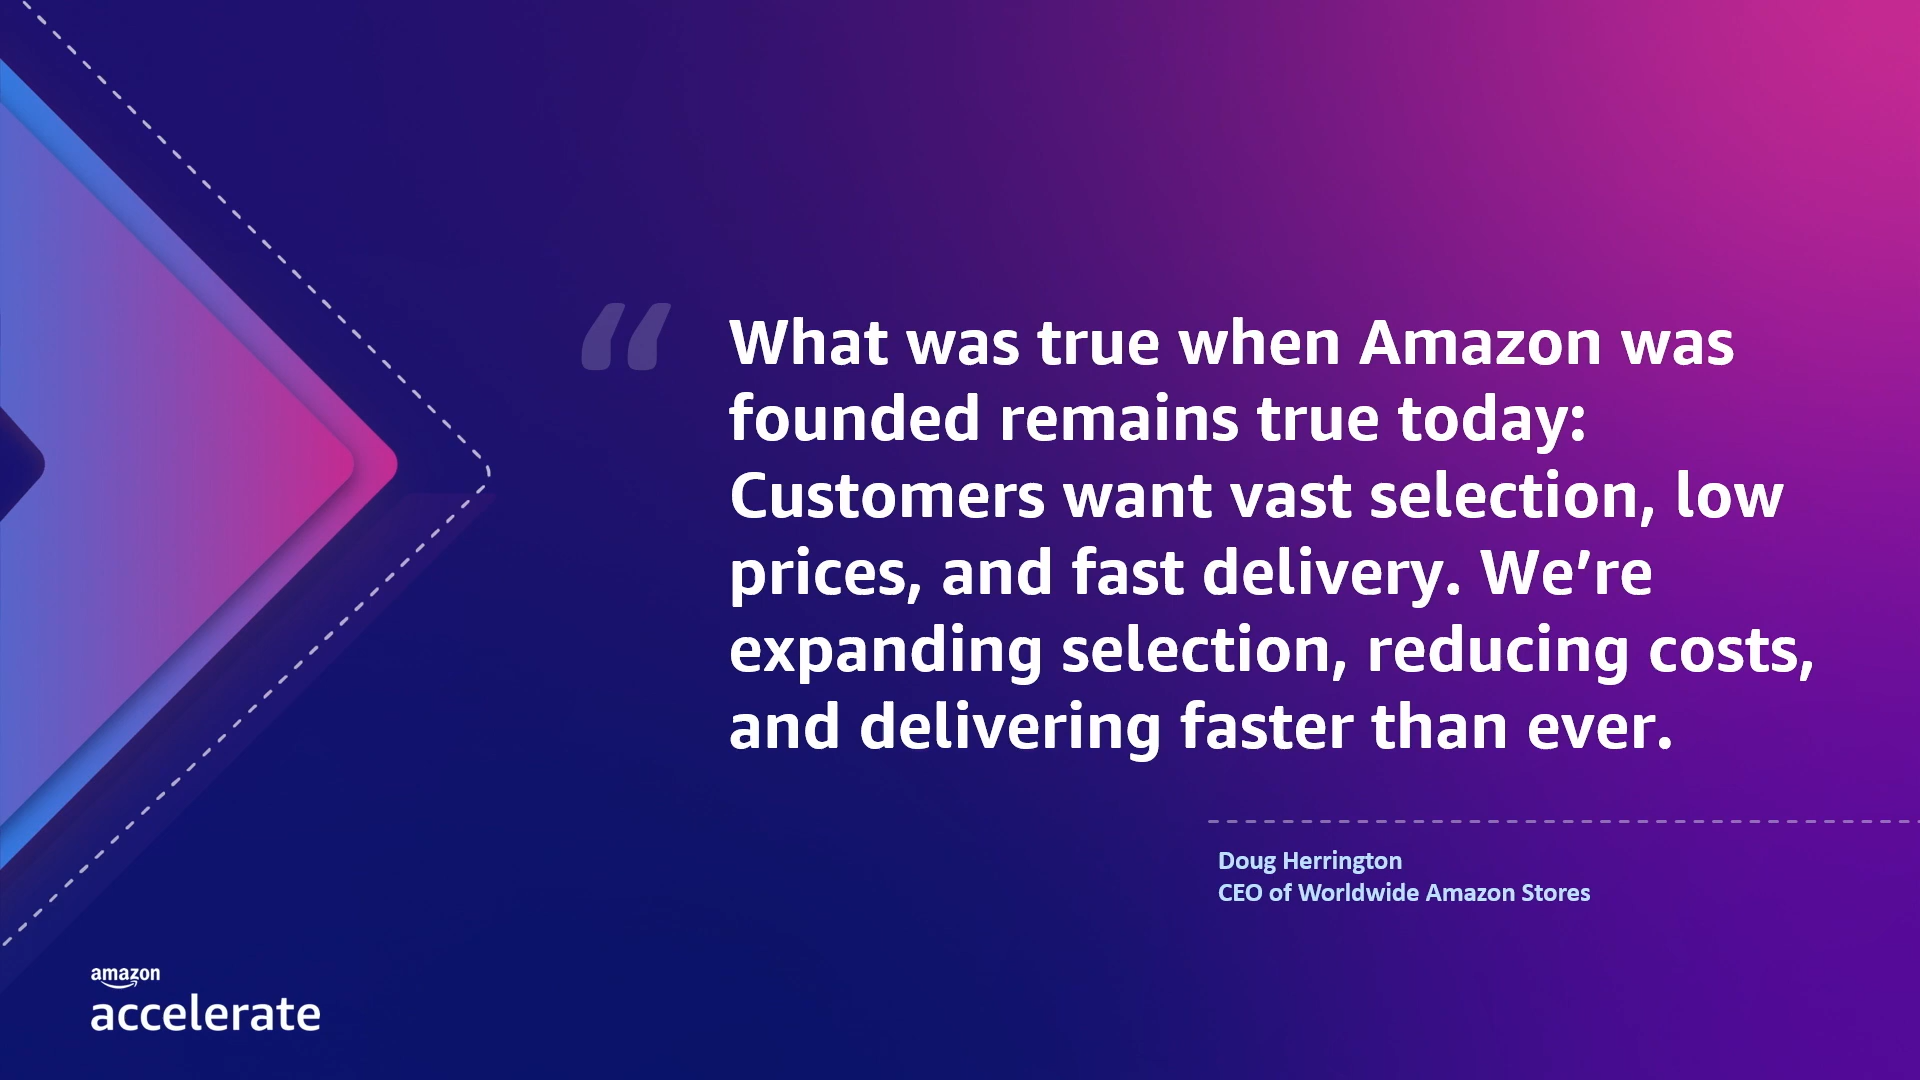 “
What was true when Amazon was
founded remains true today:
Customers want vast selection, low
prices, and fast delivery. We’re
expanding selection, reducing costs,
and delivering faster than ever.
Doug Herrington
CEO of Worldwide Amazon Stores
amazon
accelerate